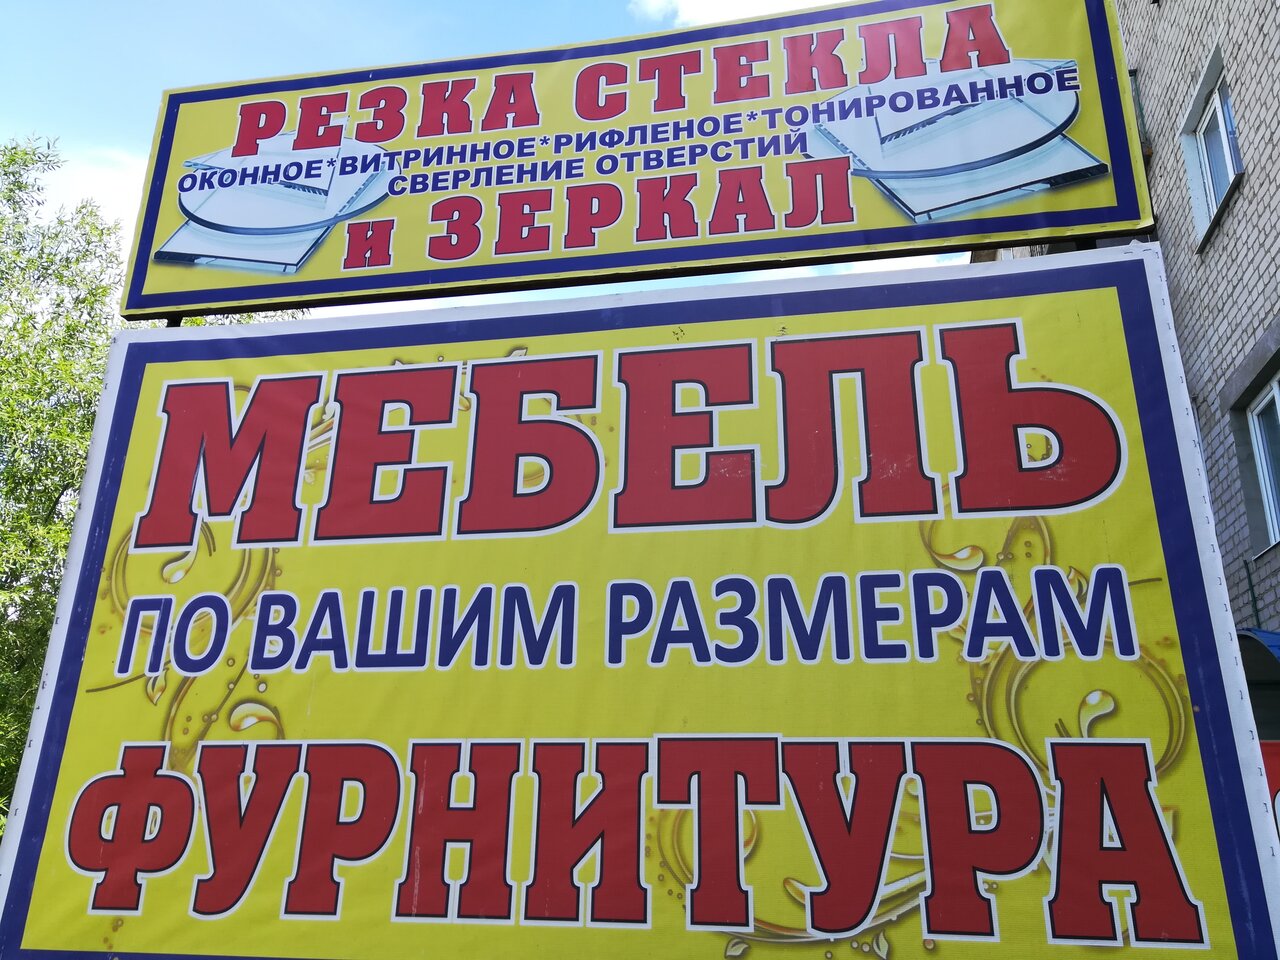 РЕЗКА СТЕКЛА
ОКОННОЕ*ВИТРИННОЕ*РИФЛЕНОЕ*ТОНИРОВАННОЕ
СВЕРЛЕНИЕ ОТВЕРСТИЙ
И ЗЕРКАЛ
МЕБЕЛЬ
ПО ВАШИМ РАЗМЕРАМ
ФУРНИТУРА